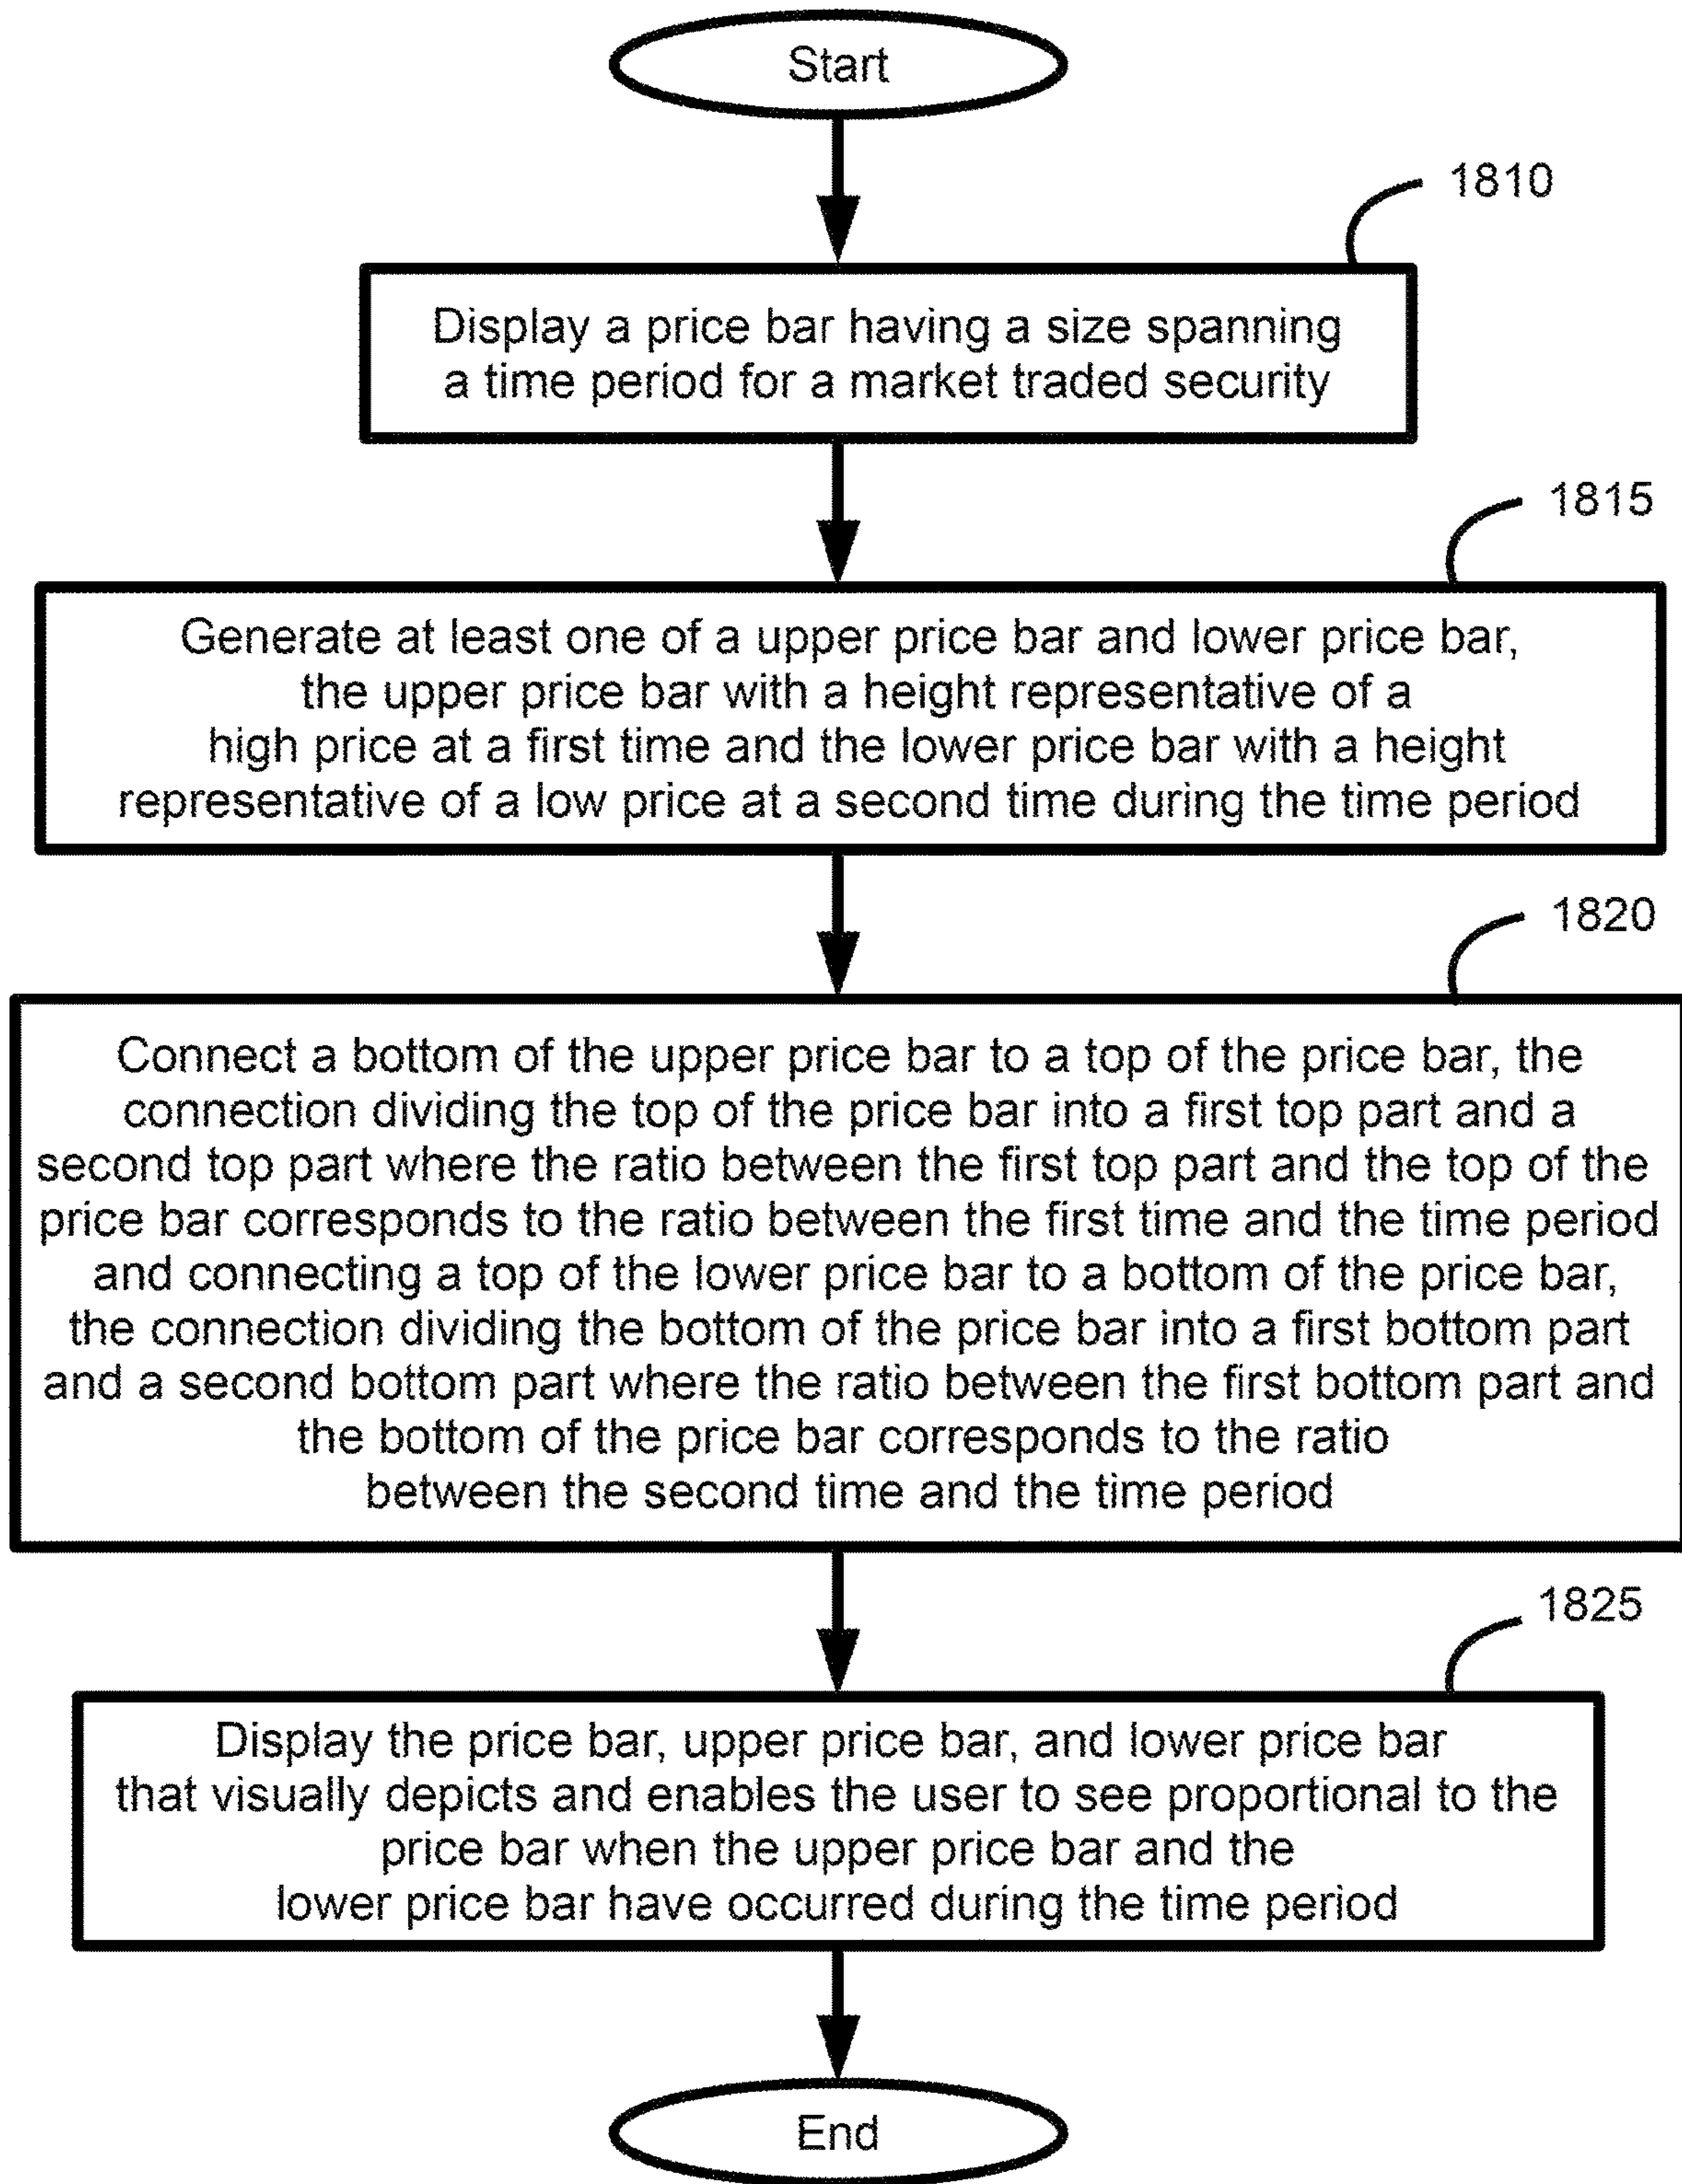 Start
1810
Display a price bar having a size spanning
a time period for a market traded security
1815
Generate at least one of a upper price bar and lower price bar,
the upper price bar with a height representative of a
high price at a first time and the lower price bar with a height
representative of a low price at a second time during the time period
1820
Connect a bottom of the upper price bar to a top of the price bar, the
connection dividing the top of the price bar into a first top part and a
second top part where the ratio between the first top part and the top of the
price bar corresponds to the ratio between the first time and the time period
and connecting a top of the lower price bar to a bottom of the price bar,
the connection dividing the bottom of the price bar into a first bottom part
and a second bottom part where the ratio between the first bottom part and
the bottom of the price bar corresponds to the ratio
between the second time and the time period
1825
Display the price bar, upper price bar, and lower price bar
that visually depicts and enables the user to see proportional to the
price bar when the upper price bar and the
lower price bar have occurred during the time period
End